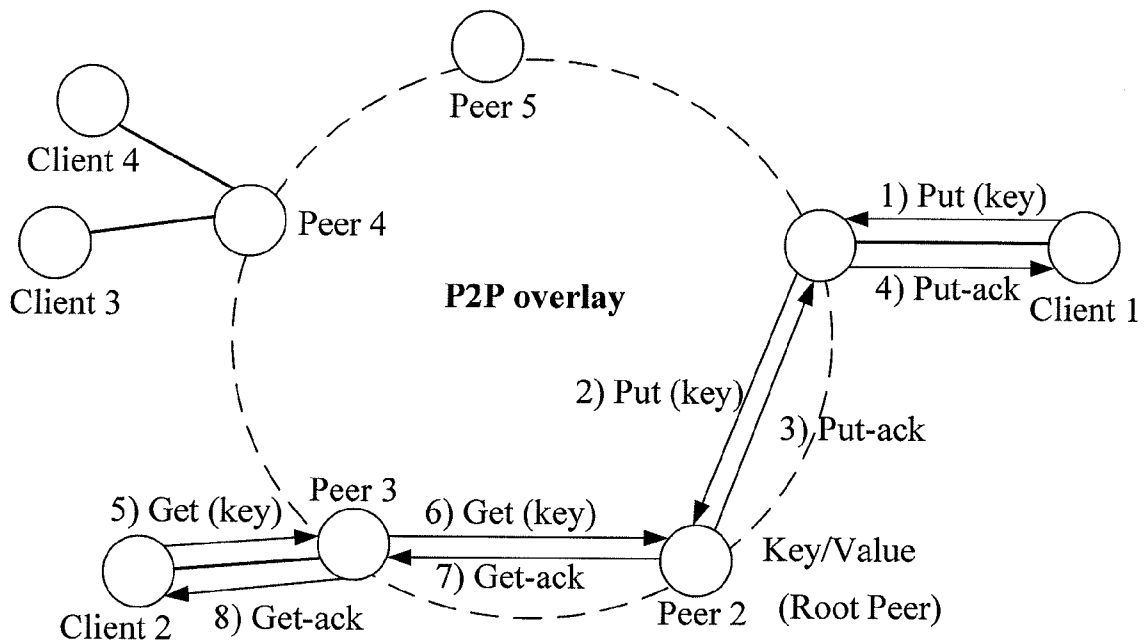 Peer 5
Client 4
Peer 4
Client 3
1) Put (key)
4) Put-ack
Client 1
P2P overlay
2) Put (key)
3) Put-ack
Peer 3
5) Get (key)
6) Get (key)
7) Get-ack
8) Get-ack
Client 2
Key/Value
Peer 2
(Root Peer)